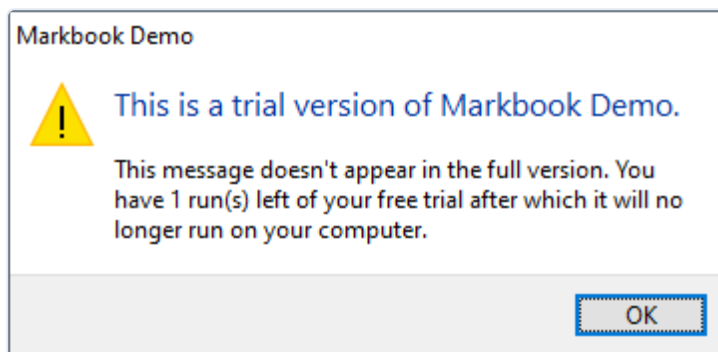 Markbook Demo
This is a trial version of Markbook Demo.
This message doesn't appear in the full version. You
have 1 run(s) left of your free trial after which it will no
longer run on your computer.
OK